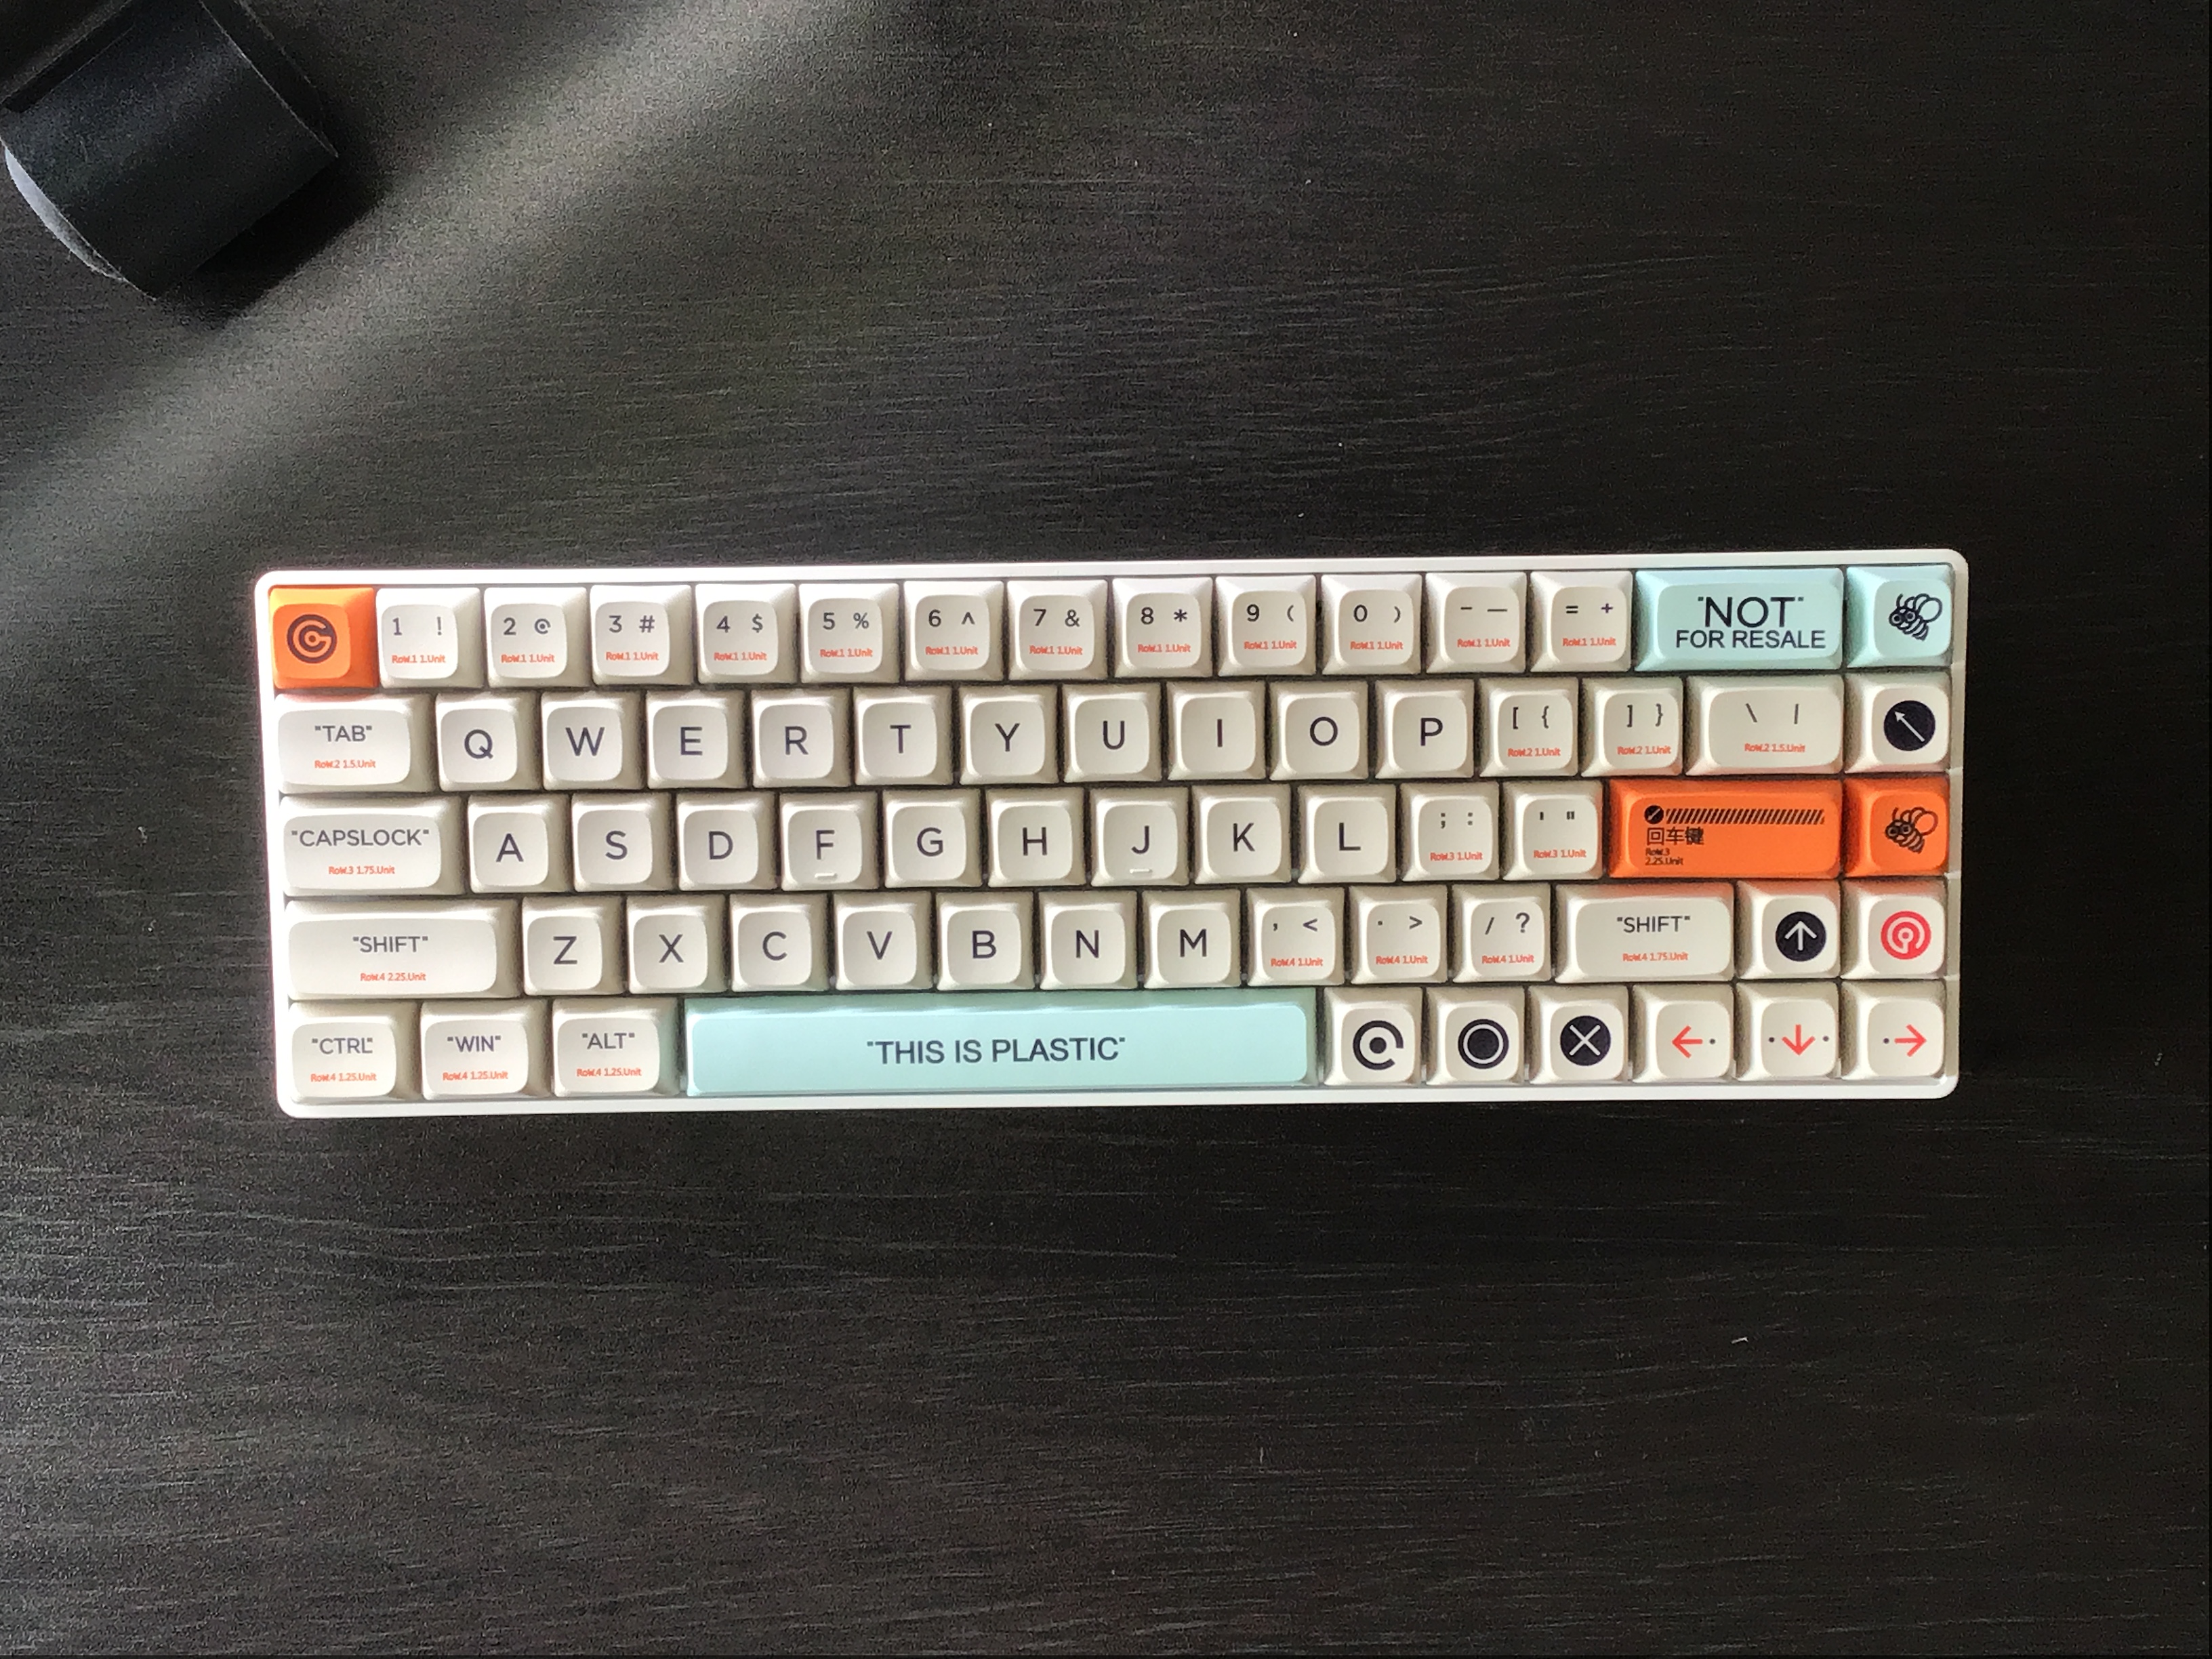 1 !
Row.1 1.Unit
2 @
Row.1 1.Unit
3 #
Row.1 1.Unit
4 $
Row.1 1.Unit
5 %
Row.1 1.Unit
6 ^
Row.1 1.Unit
7 &
Row.1 1.Unit
8 *
Row.1 1.Unit
9 (
Row.1 1.Unit
0 )
Row.1 1.Unit
- —
Row.1 1.Unit
= +
Row.1 1.Unit
"NOT"
FOR RESALE
"TAB"
Row.2 1.5.Unit
Q
W
E
R
T
Y
U
I
O
P
[ {
Row.2 1.Unit
] }
Row.2 1.Unit
\ |
Row.2 1.5.Unit
"CAPSLOCK"
Row.3 1.75.Unit
A
S
D
F
G
H
J
K
L
; :
Row.3 1.Unit
' "
Row.3 1.Unit
回车键
Row.3
2.25.Unit
"SHIFT"
Row.4 2.25.Unit
Z
X
C
V
B
N
M
, <
Row.4 1.Unit
. >
Row.4 1.Unit
/ ?
Row.4 1.Unit
"SHIFT"
Row.4 1.75.Unit
"CTRL"
Row.4 1.25.Unit
"WIN"
Row.4 1.25.Unit
"ALT"
Row.4 1.25.Unit
"THIS IS PLASTIC"